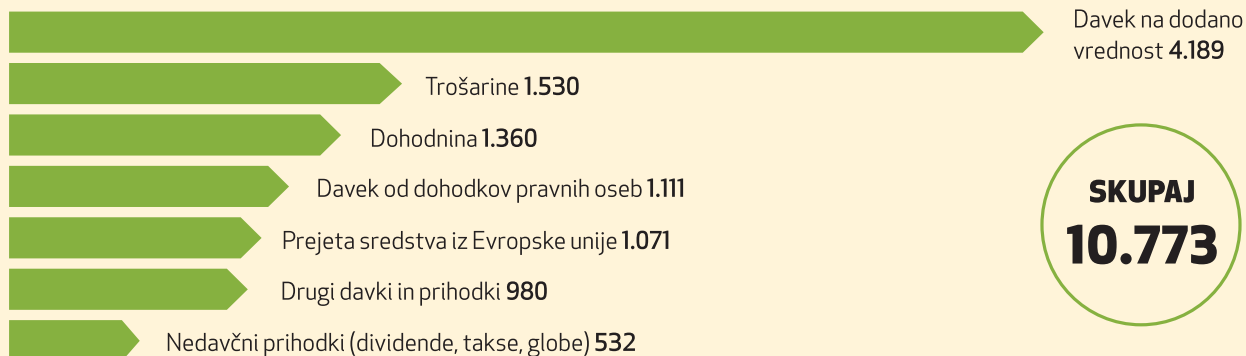 Davek na dodano
vrednost 4.189
Trošarine 1.530
Dohodnina 1.360
Davek od dohodkov pravnih oseb 1.111
SKUPAJ
10.773
Prejeta sredstva iz Evropske unije 1.071
Drugi davki in prihodki 980
Nedavčni prihodki (dividende, takse, globe) 532